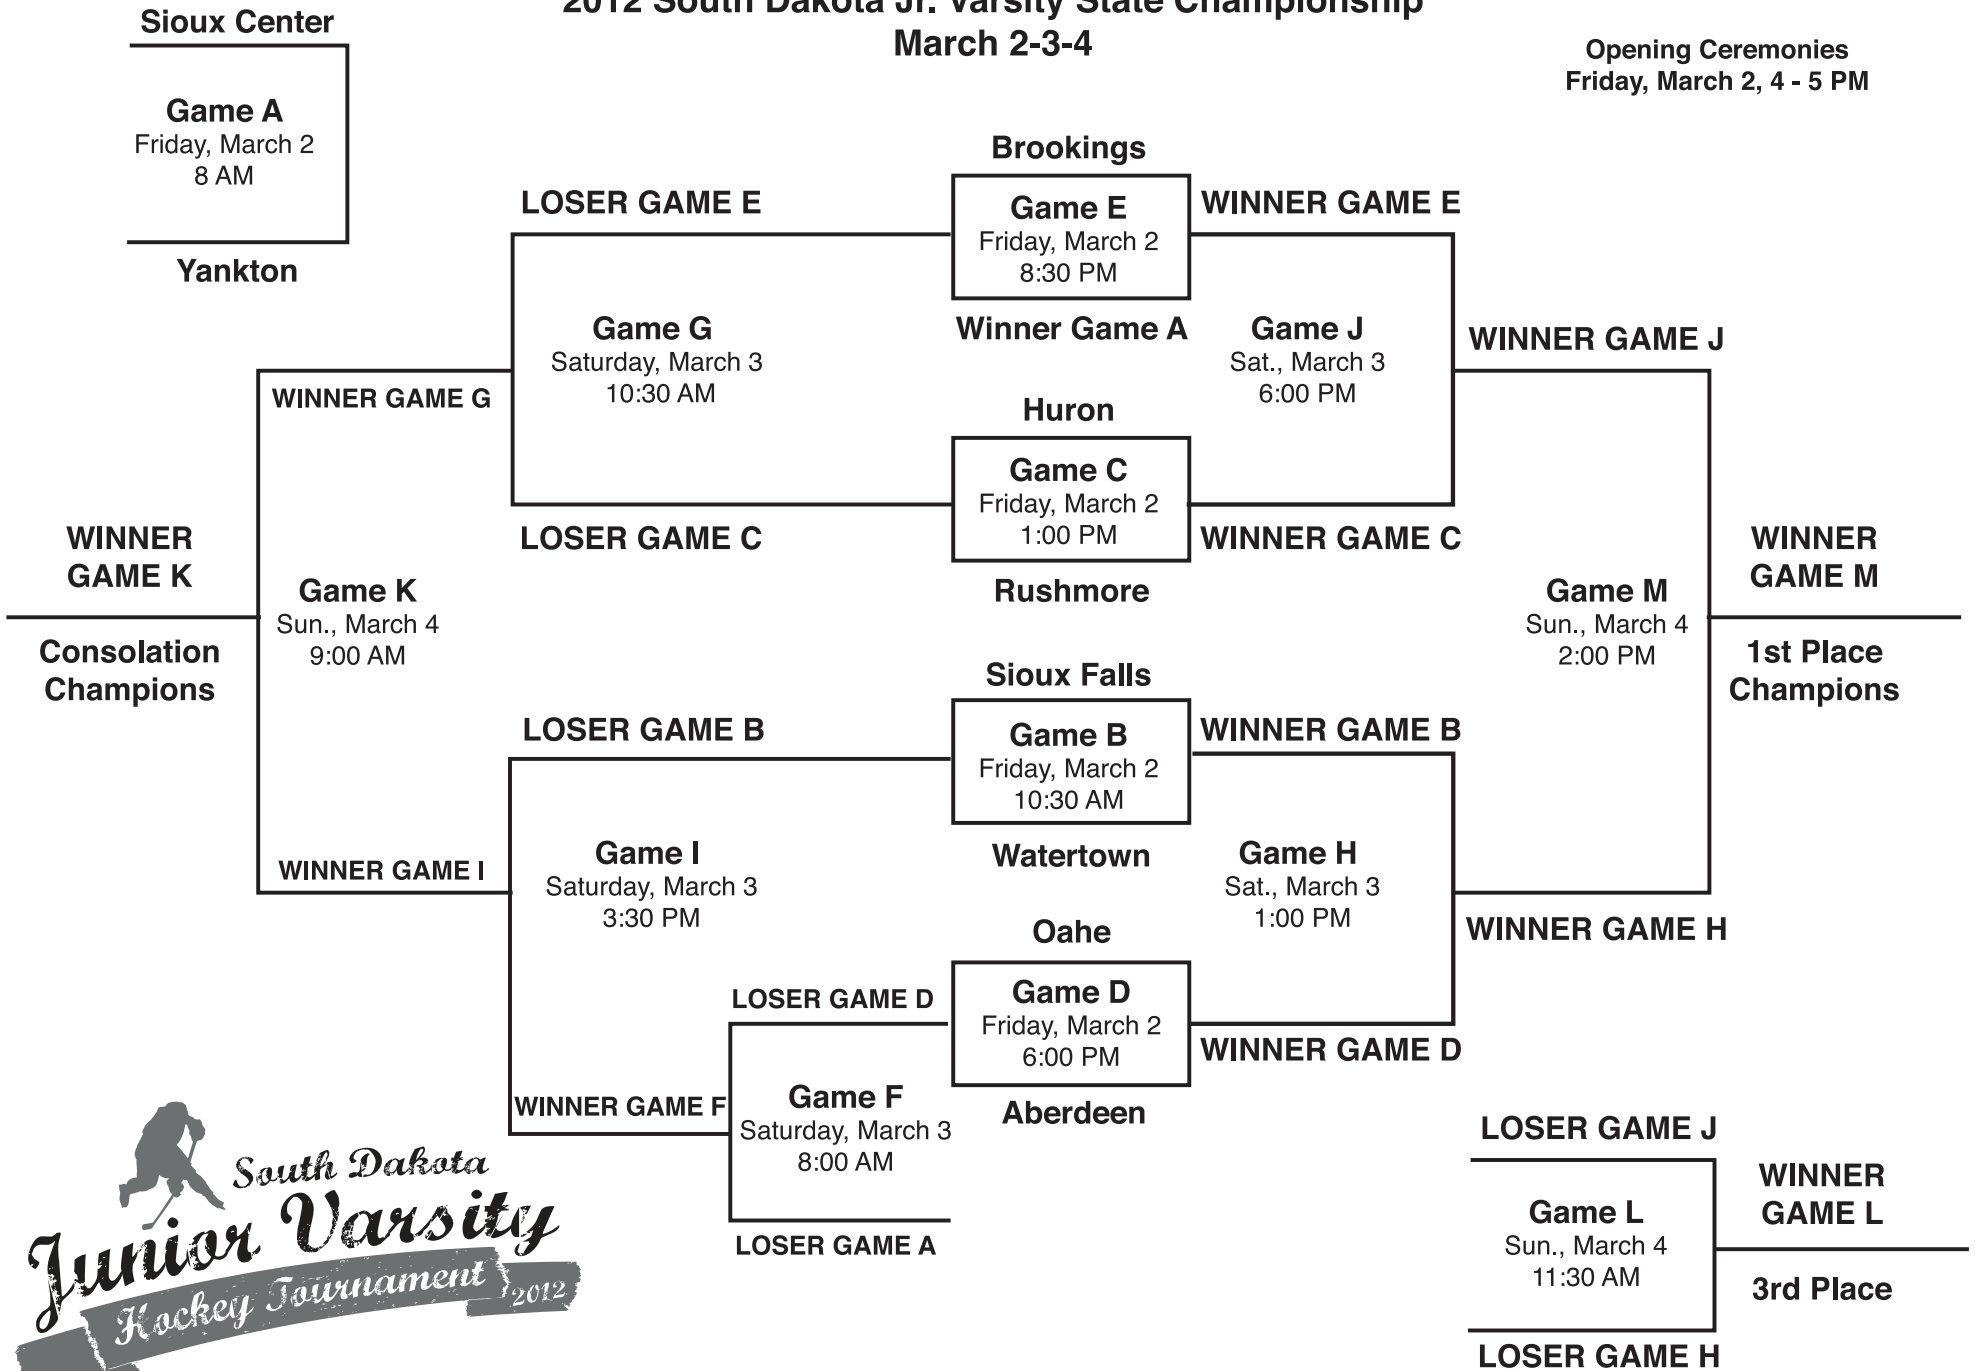 2012 South Dakota Jr. Varsity State Championship
March 2-3-4
Opening Ceremonies
Friday, March 2, 4 - 5 PM
Sioux Center
Game A
Friday, March 2
8 AM
Yankton
Brookings
LOSER GAME E
Game E
Friday, March 2
8:30 PM
WINNER GAME E
Winner Game A
Game G
Saturday, March 3
10:30 AM
Game J
Sat., March 3
6:00 PM
WINNER GAME J
WINNER GAME G
Huron
Game C
Friday, March 2
1:00 PM
LOSER GAME C
WINNER GAME C
Rushmore
WINNER
GAME K
Consolation
Champions
Game K
Sun., March 4
9:00 AM
Game M
Sun., March 4
2:00 PM
WINNER
GAME M
1st Place
Champions
Sioux Falls
LOSER GAME B
Game B
Friday, March 2
10:30 AM
WINNER GAME B
Watertown
WINNER GAME I
Game I
Saturday, March 3
3:30 PM
Game H
Sat., March 3
1:00 PM
WINNER GAME H
Oahe
LOSER GAME D
Game D
Friday, March 2
6:00 PM
WINNER GAME D
Aberdeen
WINNER GAME F
Game F
Saturday, March 3
8:00 AM
LOSER GAME A
LOSER GAME J
Game L
Sun., March 4
11:30 AM
WINNER
GAME L
3rd Place
LOSER GAME H
South Dakota
Junior Varsity
Hockey Tournament
2012